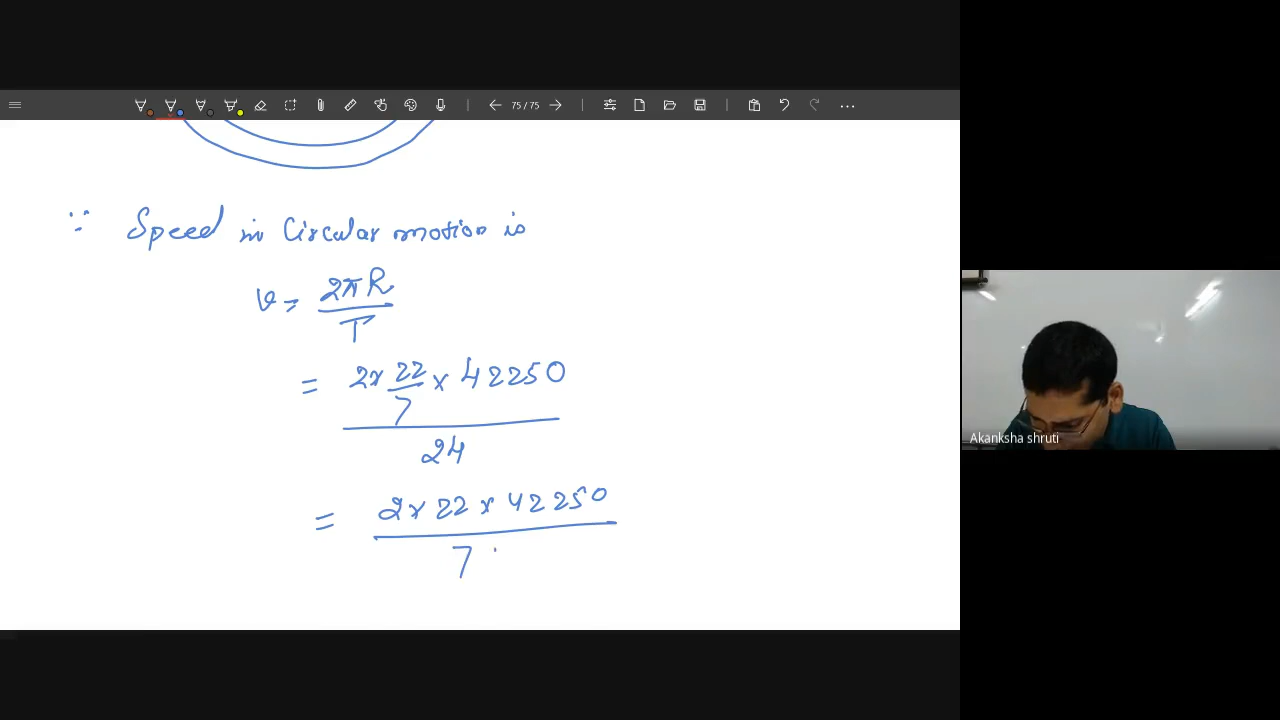 75 / 75
∵ Speed in Circular motion is
v = 2πR
T
= 2 × 22 × 42250
7
24
= 2 × 22 × 42250
7
Akanksha shruti